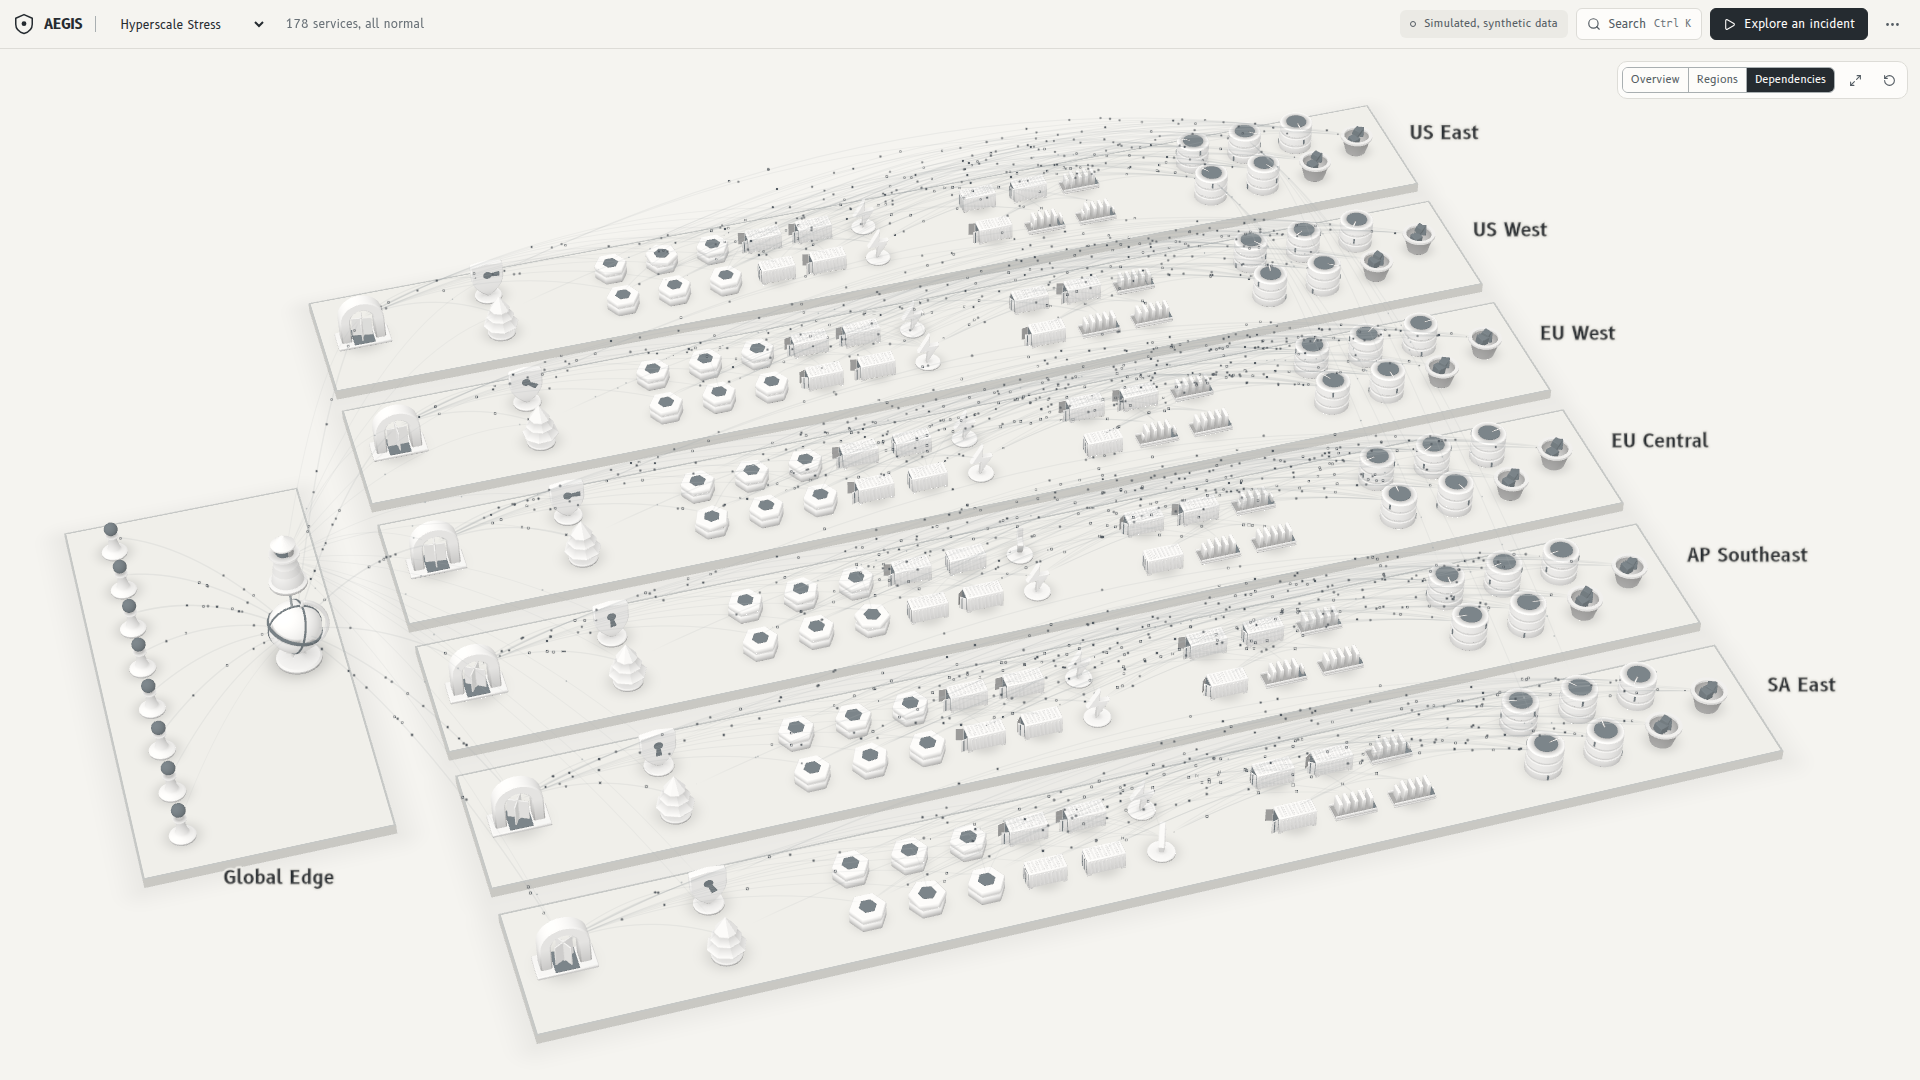 AEGIS
Hyperscale Stress
178 services, all normal
Simulated, synthetic data
Search Ctrl K
Explore an incident
Overview
Regions
Dependencies
US East
US West
EU West
EU Central
AP Southeast
SA East
Global Edge